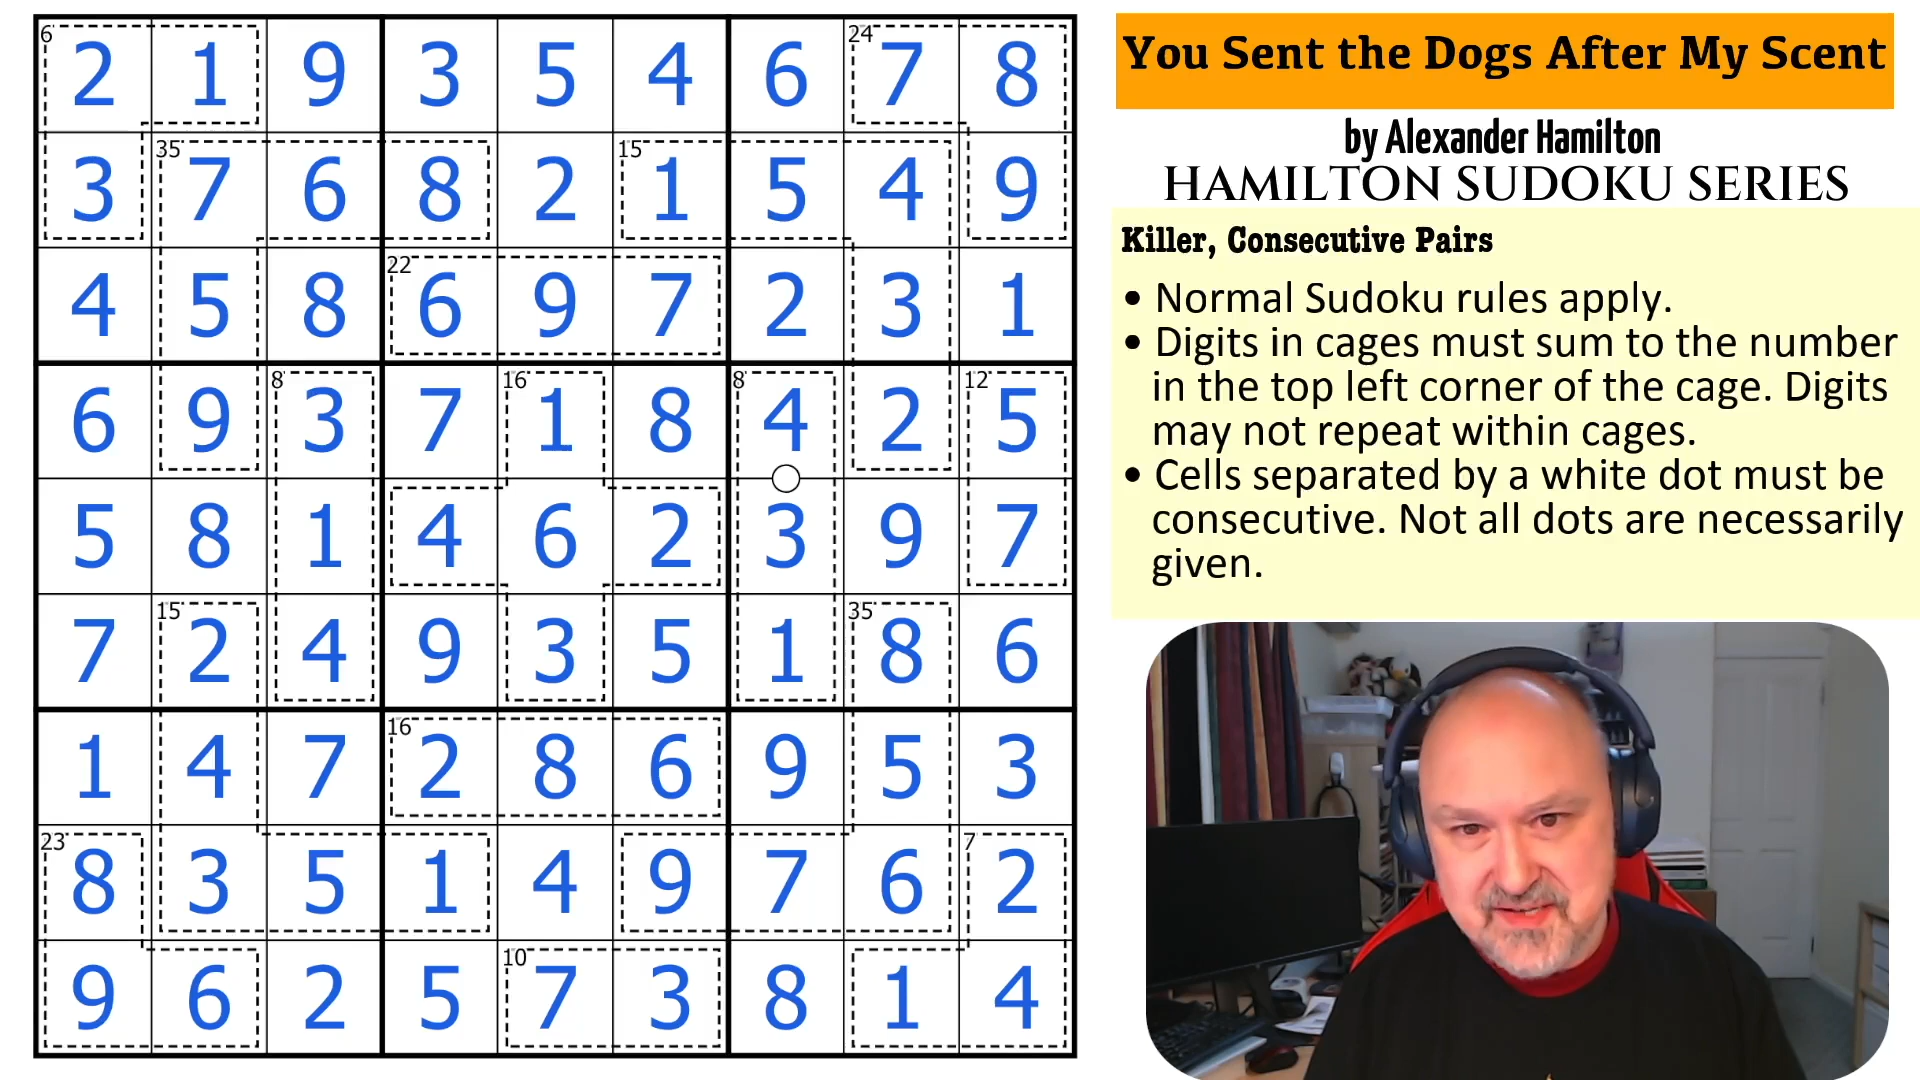 You Sent the Dogs After My Scent
by Alexander Hamilton
HAMILTON SUDOKU SERIES
Killer, Consecutive Pairs
• Normal Sudoku rules apply.
• Digits in cages must sum to the number
in the top left corner of the cage. Digits
may not repeat within cages.
• Cells separated by a white dot must be
consecutive. Not all dots are necessarily
given.
6 24
2 1 9 3 5 4 6 7 8
35 15
3 7 6 8 2 1 5 4 9
22
4 5 8 6 9 7 2 3 1
8 16 8 12
6 9 3 7 1 8 4 2 5
5 8 1 4 6 2 3 9 7
15 35
7 2 4 9 3 5 1 8 6
16
1 4 7 2 8 6 9 5 3
23 7
8 3 5 1 4 9 7 6 2
10
9 6 2 5 7 3 8 1 4